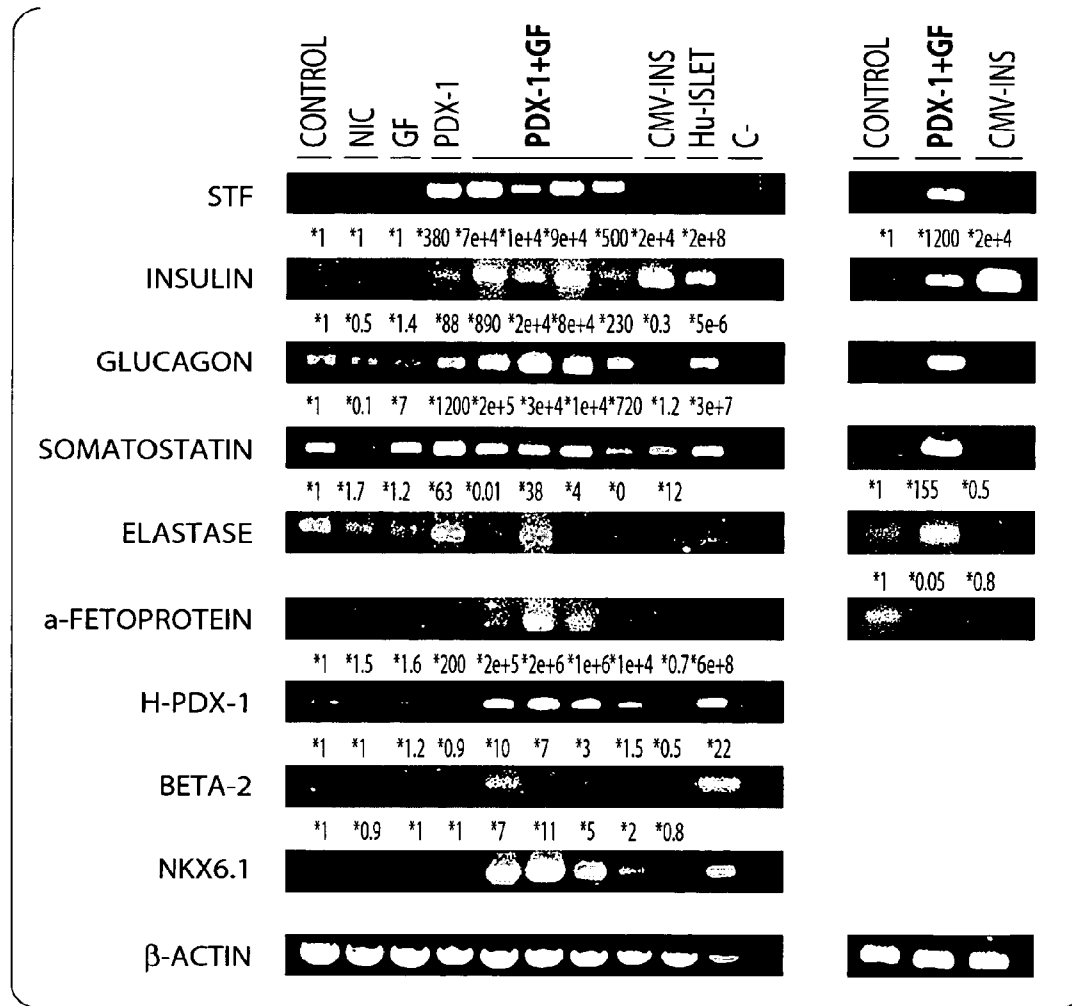 CONTROL NIC GF PDX-1 PDX-1+GF CMV-INS Hu-ISLET C- CONTROL PDX-1+GF CMV-INS
STF
*1 *1 *1 *380 *7e+4 *1e+4 *9e+4 *500 *2e+4 *2e+8 *1 *1200 *2e+4
INSULIN
*1 *0.5 *1.4 *88 *890 *2e+4 *8e+4 *230 *0.3 *5e-6
GLUCAGON
*1 *0.1 *7 *1200 *2e+5 *3e+4 *1e+4 *720 *1.2 *3e+7
SOMATOSTATIN
*1 *1.7 *1.2 *63 *0.01 *38 *4 *0 *12 *1 *155 *0.5
ELASTASE
*1 *0.05 *0.8
a-FETOPROTEIN
*1 *1.5 *1.6 *200 *2e+5 *2e+6 *1e+6 *1e+4 *0.7 *6e+8
H-PDX-1
*1 *1 *1.2 *0.9 *10 *7 *3 *1.5 *0.5 *22
BETA-2
*1 *0.9 *1 *1 *7 *11 *5 *2 *0.8
NKX6.1
β-ACTIN